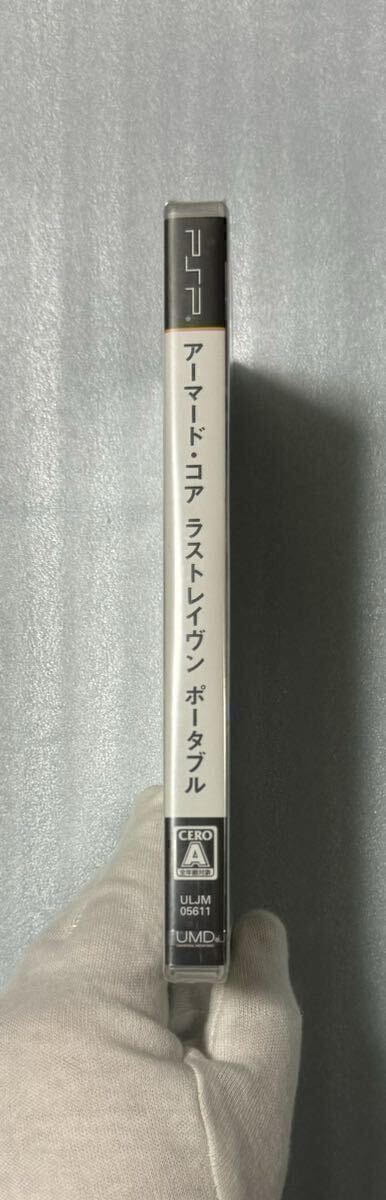 PSP
アーマード・コア ラストレイヴン ポータブル
CERO
A
全年齢対象
ULJM
05611
UMD